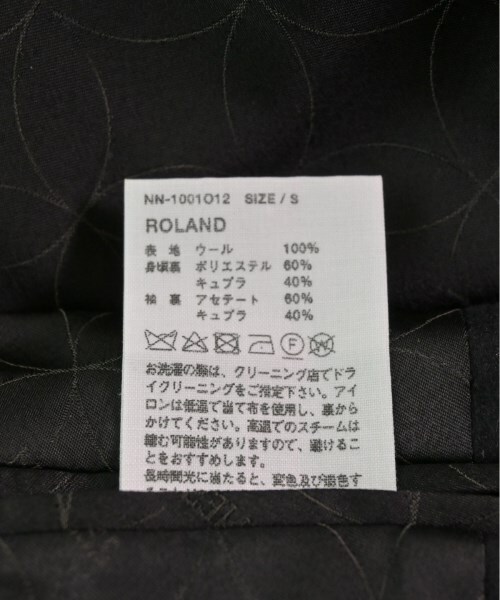 NN-1001O12 SIZE / S
ROLAND
表 地 ウール 100%
身頃裏 ポリエステル 60%
キュプラ 40%
袖 裏 アセテート 60%
キュプラ 40%
F W
お洗濯の際は、クリーニング店でドラ
イクリーニングをご指定下さい。アイ
ロンは低温で当て布を使用し、裏から
かけてください。高温でのスチームは
縮む可能性がありますので、避けるこ
とをおすすめします。
長時間光に当たると、変色及び退色す
ることが